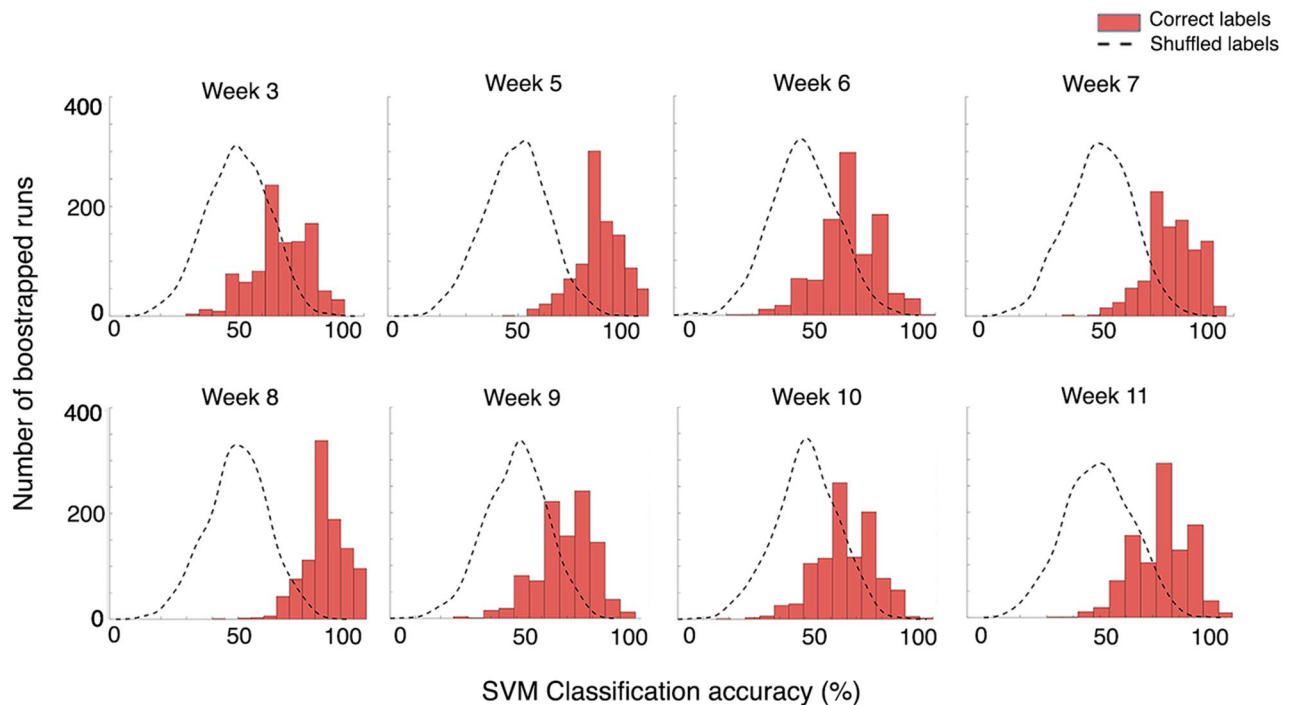 Correct labels
Shuffled labels
Week 3
Week 5
Week 6
Week 7
400
200
0
0 50 100
0 50 100
0 50 100
0 50 100
Week 8
Week 9
Week 10
Week 11
400
200
0
0 50 100
0 50 100
0 50 100
0 50 100
Number of boostrapped runs
SVM Classification accuracy (%)